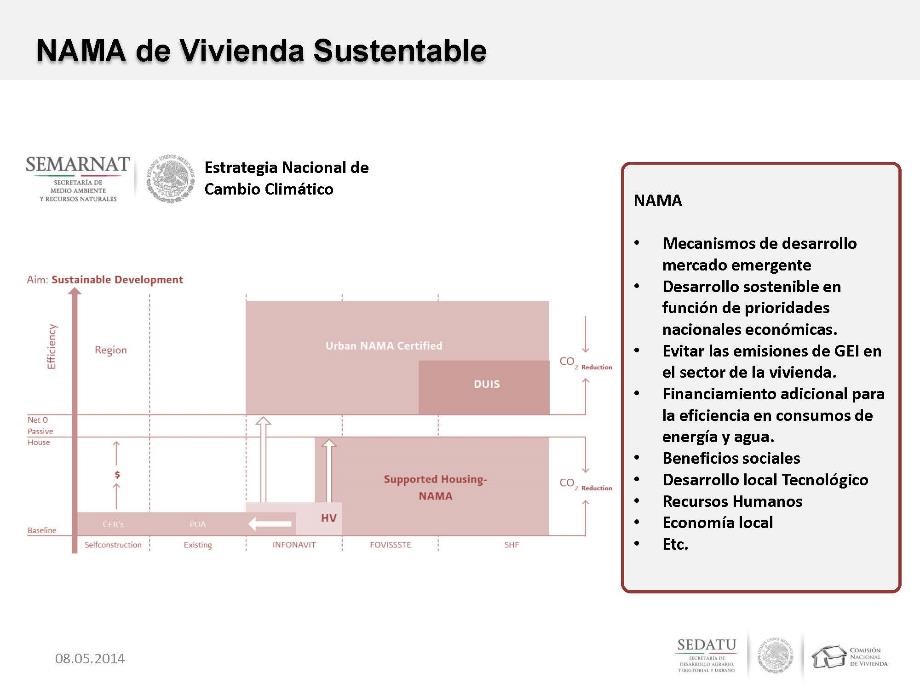 NAMA de Vivienda Sustentable
SEMARNAT
SECRETARÍA DE
MEDIO AMBIENTE
Y RECURSOS NATURALES
Estrategia Nacional de
Cambio Climático
Aim: Sustainable Development
Efficiency
Region
Urban NAMA Certified
DUIS
CO2 Reduction
Net 0
Passive
House
$
Supported Housing-
NAMA
CO2 Reduction
HV
Baseline
Selfconstruction
Existing
INFONAVIT
FOVISSSTE
SHF
NAMA
• Mecanismos de desarrollo
mercado emergente
• Desarrollo sostenible en
función de prioridades
nacionales económicas.
• Evitar las emisiones de GEI en
el sector de la vivienda.
• Financiamiento adicional para
la eficiencia en consumos de
energía y agua.
• Beneficios sociales
• Desarrollo local Tecnológico
• Recursos Humanos
• Economía local
• Etc.
08.05.2014
SEDATU
SECRETARÍA DE
DESARROLLO AGRARIO,
TERRITORIAL Y URBANO
COMISIÓN
NACIONAL
DE VIVIENDA